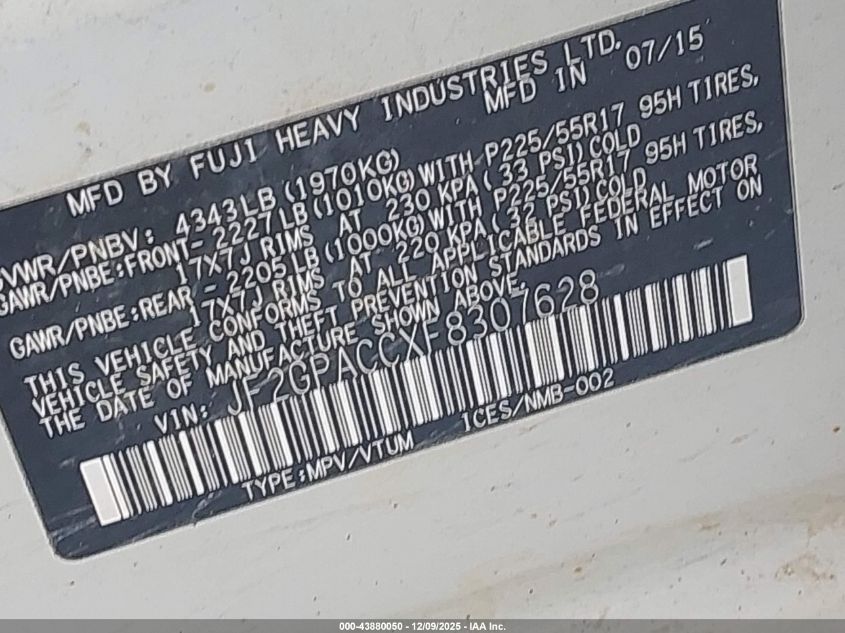 MFD BY FUJI HEAVY INDUSTRIES LTD.
MFD IN 07/15
GVWR/PNBV: 4343LB (1970KG)
GAWR/PNBE:FRONT- 2227LB (1010KG) WITH P225/55R17 95H TIRES,
17X7J RIMS AT 230 KPA( 33 PSI) COLD
GAWR/PNBE:REAR - 2205LB (1000KG) WITH P225/55R17 95H TIRES,
17X7J RIMS AT 220 KPA( 32 PSI) COLD
THIS VEHICLE CONFORMS TO ALL APPLICABLE FEDERAL MOTOR
VEHICLE SAFETY AND THEFT PREVENTION STANDARDS IN EFFECT ON
THE DATE OF MANUFACTURE SHOWN ABOVE.
VIN: JF2GPACCXF8307628
TYPE:MPV/VTUM ICES/NMB-002
000-43880050 - 12/09/2025 - IAA Inc.